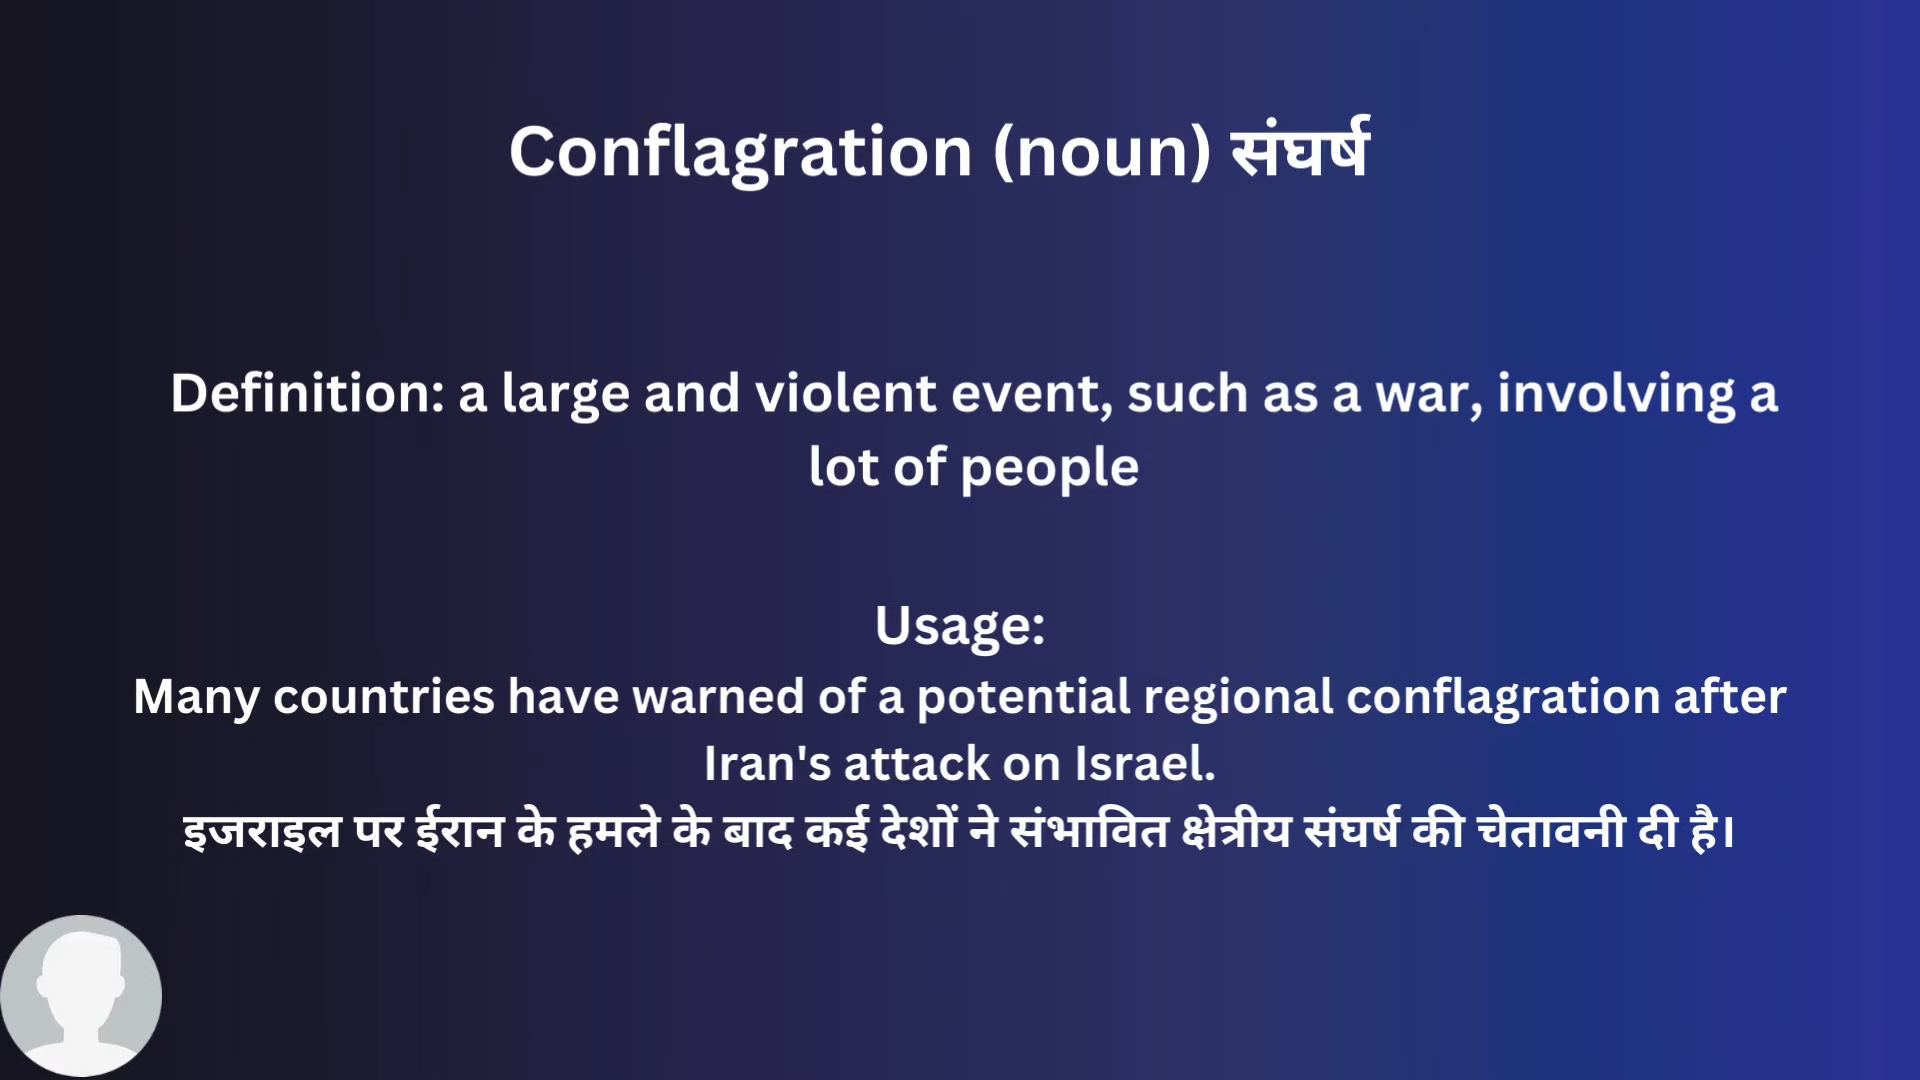 Conflagration (noun) संघर्ष
Definition: a large and violent event, such as a war, involving a
lot of people
Usage:
Many countries have warned of a potential regional conflagration after
Iran's attack on Israel.
इजराइल पर ईरान के हमले के बाद कई देशों ने संभावित क्षेत्रीय संघर्ष की चेतावनी दी है।